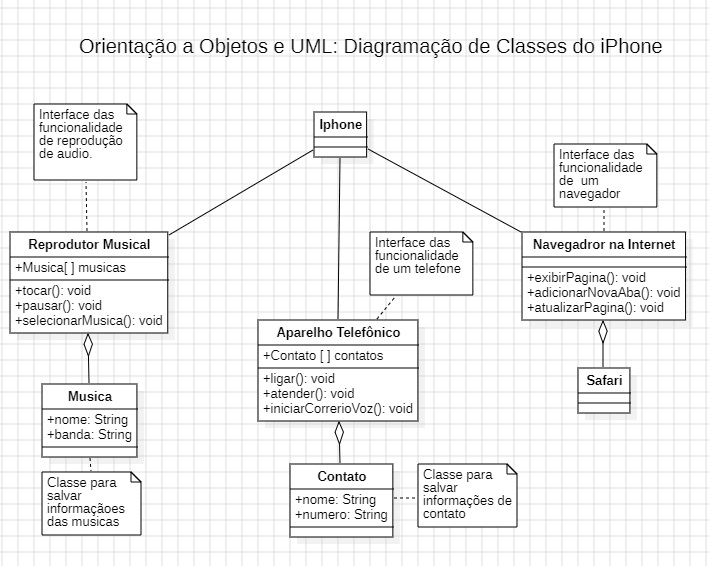 Orientação a Objetos e UML: Diagramação de Classes do iPhone
Interface das
funcionalidade
de reprodução
de audio.
Iphone
Interface das
funcionalidade
de um
navegador
Reprodutor Musical
+Musica[ ] musicas
+tocar(): void
+pausar(): void
+selecionarMusica(): void
Interface das
funcionalidade
de um telefone
Navegadror na Internet
+exibirPagina(): void
+adicionarNovaAba(): void
+atualizarPagina(): void
Aparelho Telefônico
+Contato [ ] contatos
+ligar(): void
+atender(): void
+iniciarCorrerioVoz(): void
Safari
Musica
+nome: String
+banda: String
Classe para
salvar
informaçãoes
das musicas
Contato
+nome: String
+numero: String
Classe para
salvar
informações de
contato